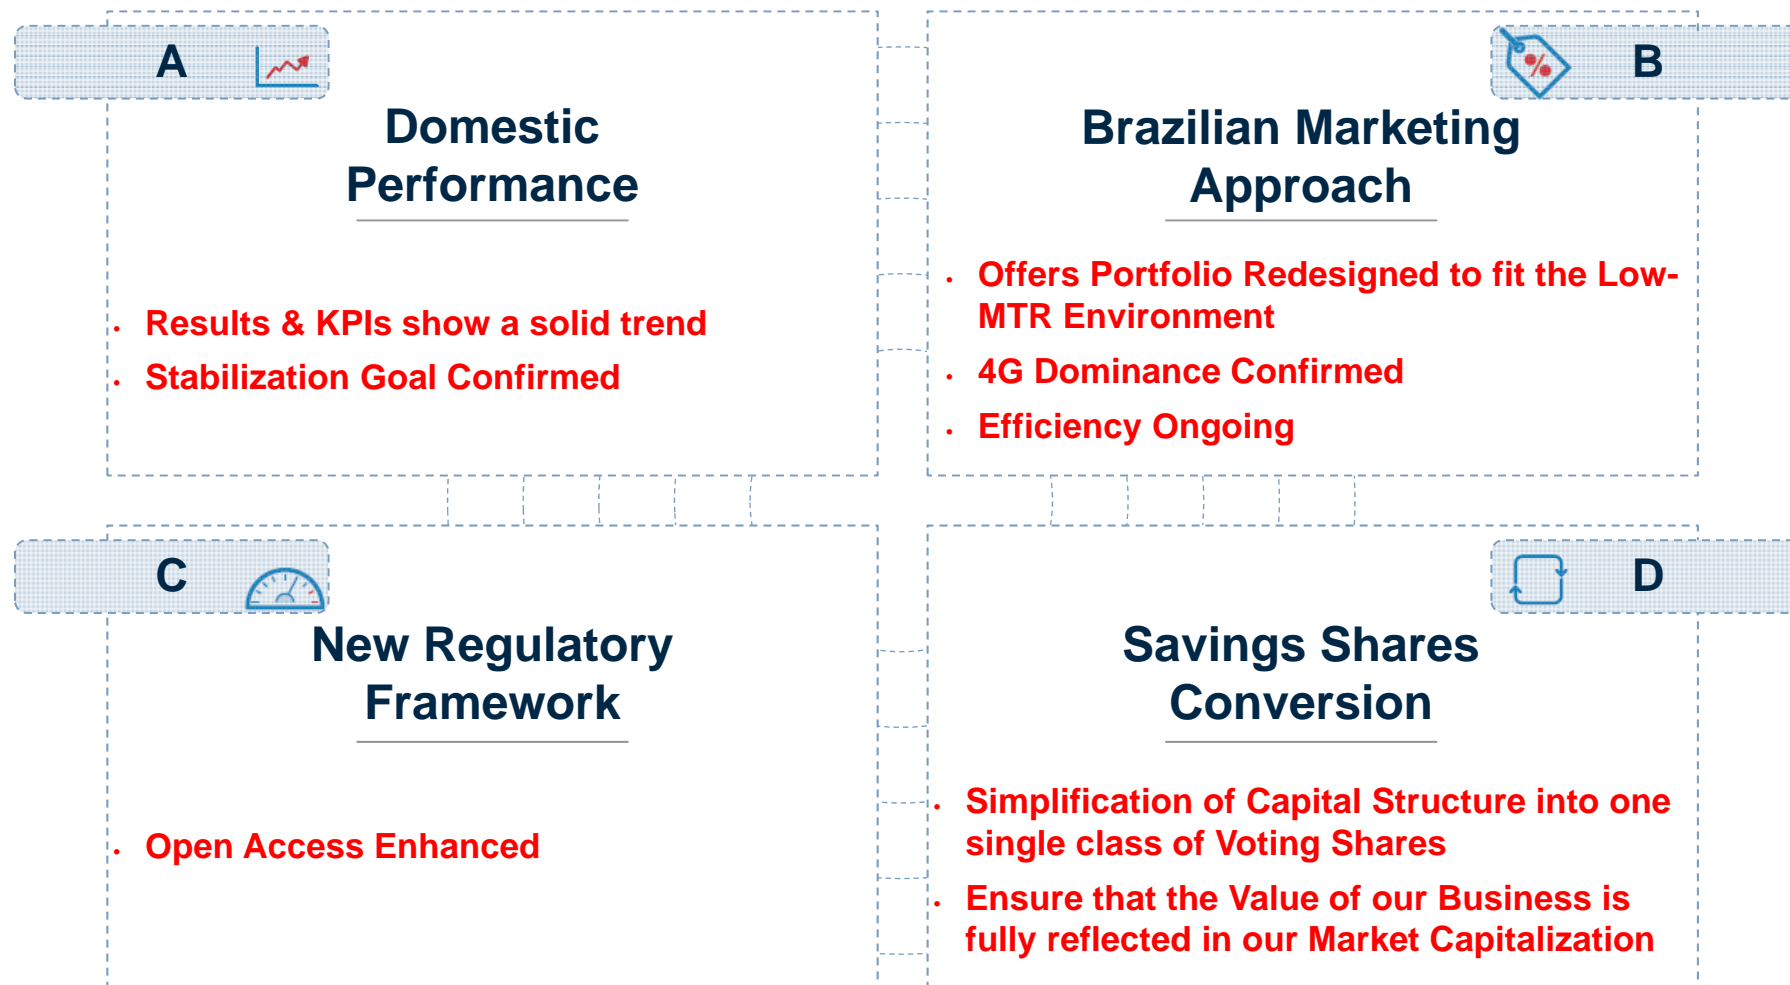 A
Domestic
Performance
• Results & KPIs show a solid trend
• Stabilization Goal Confirmed
B
Brazilian Marketing
Approach
• Offers Portfolio Redesigned to fit the Low-
MTR Environment
• 4G Dominance Confirmed
• Efficiency Ongoing
C
New Regulatory
Framework
• Open Access Enhanced
D
Savings Shares
Conversion
• Simplification of Capital Structure into one
single class of Voting Shares
• Ensure that the Value of our Business is
fully reflected in our Market Capitalization